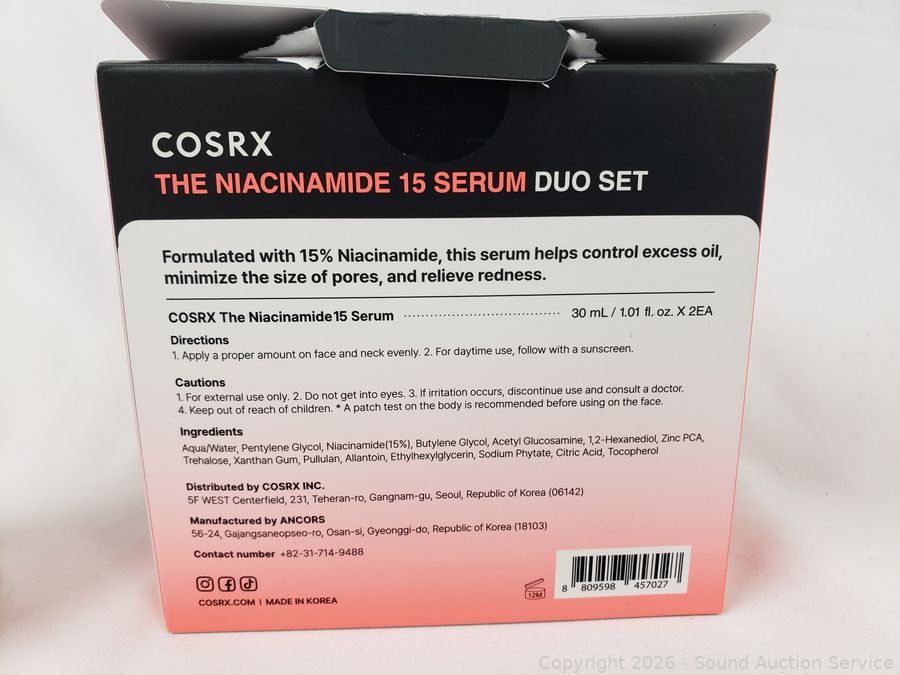 COSRX
THE NIACINAMIDE 15 SERUM DUO SET
Formulated with 15% Niacinamide, this serum helps control excess oil,
minimize the size of pores, and relieve redness.
COSRX The Niacinamide15 Serum ........................................ 30 mL / 1.01 fl. oz. X 2EA
Directions
1. Apply a proper amount on face and neck evenly. 2. For daytime use, follow with a sunscreen.
Cautions
1. For external use only. 2. Do not get into eyes. 3. If irritation occurs, discontinue use and consult a doctor.
4. Keep out of reach of children. * A patch test on the body is recommended before using on the face.
Ingredients
Aqua/Water, Pentylene Glycol, Niacinamide(15%), Butylene Glycol, Acetyl Glucosamine, 1,2-Hexanediol, Zinc PCA,
Trehalose, Xanthan Gum, Pullulan, Allantoin, Ethylhexylglycerin, Sodium Phytate, Citric Acid, Tocopherol
Distributed by COSRX INC.
5F WEST Centerfield, 231, Teheran-ro, Gangnam-gu, Seoul, Republic of Korea (06142)
Manufactured by ANCORS
56-24, Gajangsaneopseo-ro, Osan-si, Gyeonggi-do, Republic of Korea (18103)
Contact number +82-31-714-9488
COSRX.COM | MADE IN KOREA
12M
8 809598 457027
Copyright 2026 - Sound Auction Service